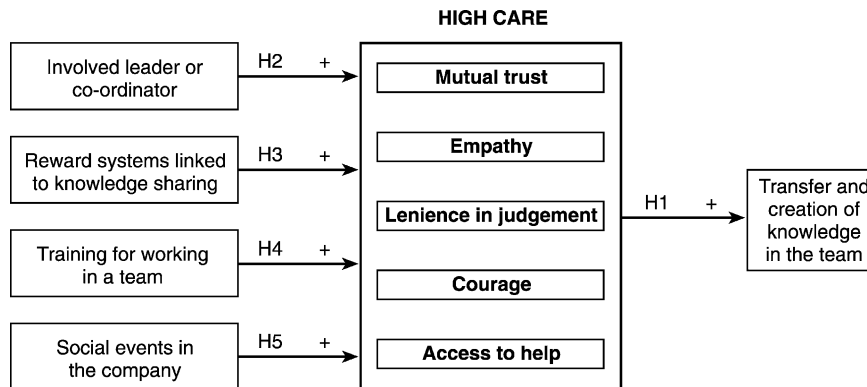 HIGH CARE
Involved leader or
co-ordinator
H2 +
Mutual trust
Reward systems linked
to knowledge sharing
H3 +
Empathy
Lenience in judgement
H1 +
Transfer and
creation of
knowledge
in the team
Training for working
in a team
H4 +
Courage
Social events in
the company
H5 +
Access to help